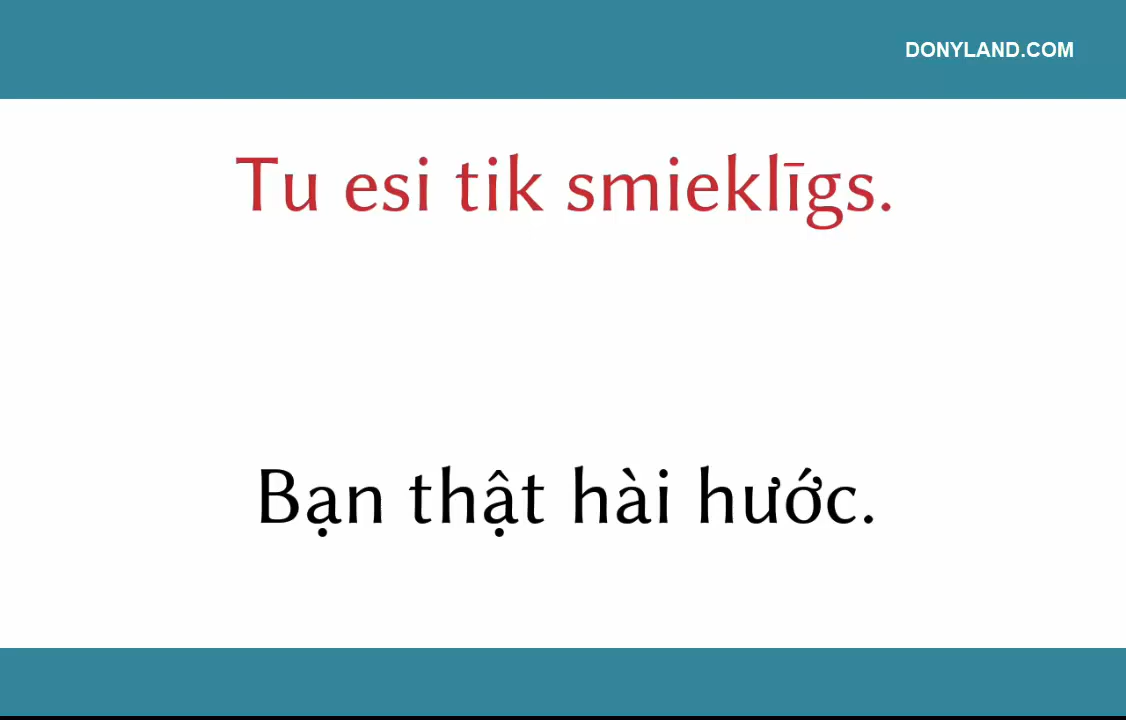 DONYLAND.COM
Tu esi tik smieklīgs.
Bạn thật hài hước.